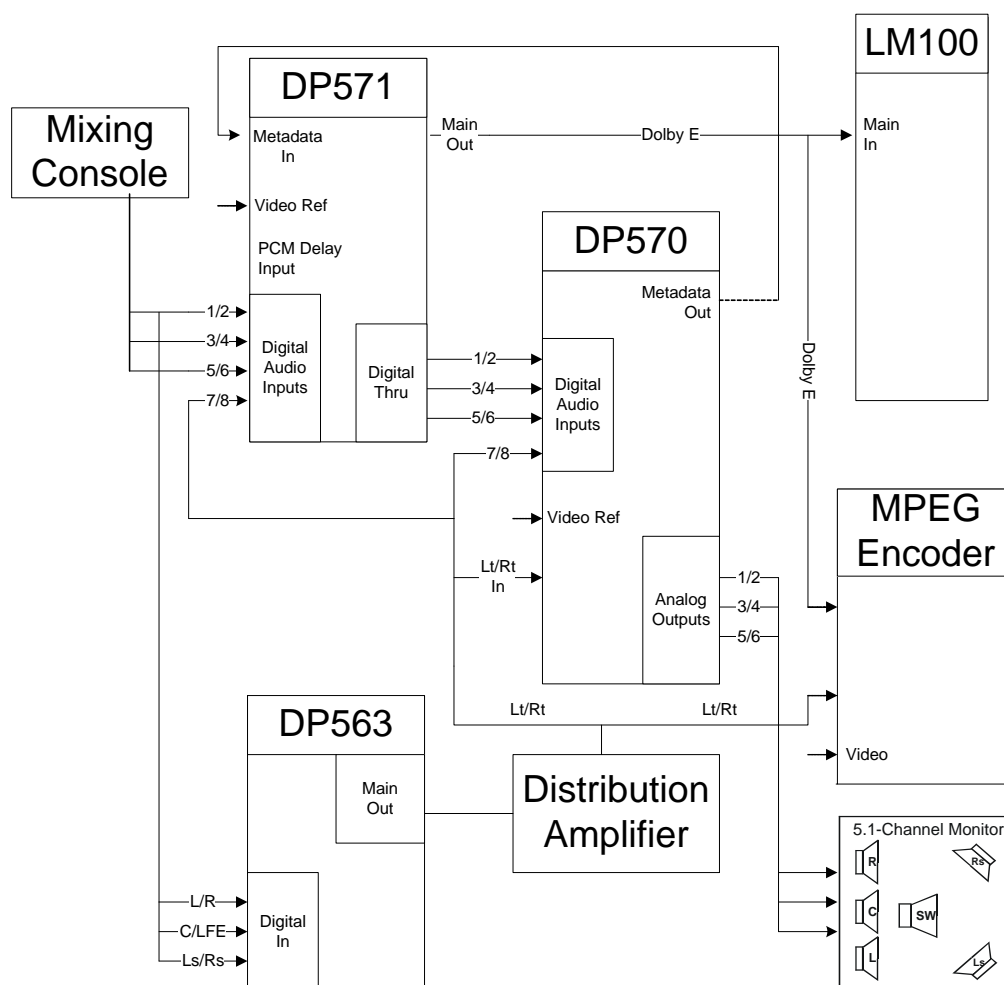 LM100
Main
In
DP571
Metadata
In
Video Ref
PCM Delay
Input
Main
Out
Dolby E
Mixing
Console
1/2
3/4
5/6
7/8
Digital
Audio
Inputs
Digital
Thru
1/2
3/4
5/6
7/8
DP570
Metadata
Out
Digital
Audio
Inputs
Video Ref
Lt/Rt
In
Analog
Outputs
1/2
3/4
5/6
Dolby E
MPEG
Encoder
Video
Lt/Rt
Lt/Rt
DP563
Main
Out
Distribution
Amplifier
L/R
C/LFE
Ls/Rs
Digital
In
5.1-Channel Monitor
R
Rs
C
SW
L
Ls